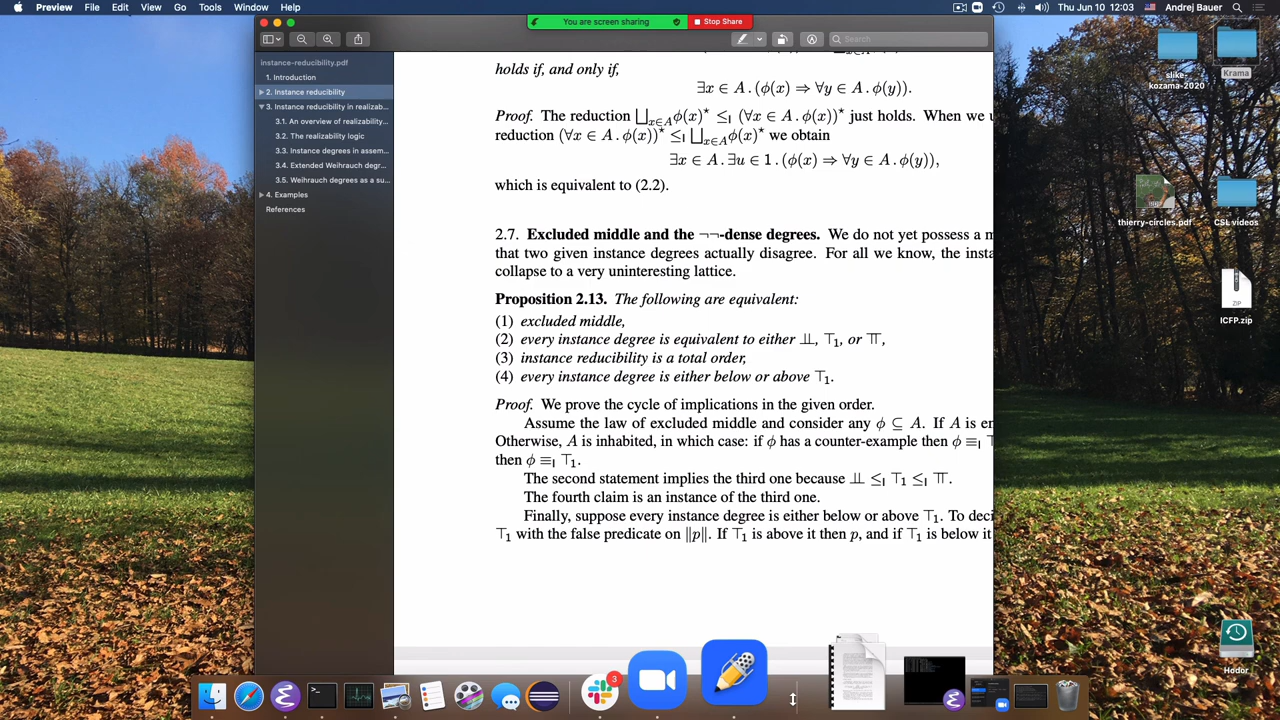 Preview File Edit View Go Tools Window Help Thu Jun 10 12:03 Andrej Bauer
You are screen sharing Stop Share
Search
instance-reducibility.pdf
1. Introduction
2. Instance reducibility
3. Instance reducibility in realizab...
3.1. An overview of realizability...
3.2. The realizability logic
3.3. Instance degrees in assem...
3.4. Extended Weihrauch degr...
3.5. Weihrauch degrees as a su...
4. Examples
References
holds if, and only if,
∃x ∈ A . (ϕ(x) ⇒ ∀y ∈ A . ϕ(y)).
Proof. The reduction ⨆x∈A ϕ(x)⋆ ≤I (∀x ∈ A . ϕ(x))⋆ just holds. When we u
reduction (∀x ∈ A . ϕ(x))⋆ ≤I ⨆x∈A ϕ(x)⋆ we obtain
∃x ∈ A . ∃u ∈ 1 . (ϕ(x) ⇒ ∀y ∈ A . ϕ(y)),
which is equivalent to (2.2).
2.7. Excluded middle and the ¬¬-dense degrees. We do not yet possess a m
that two given instance degrees actually disagree. For all we know, the insta
collapse to a very uninteresting lattice.
Proposition 2.13. The following are equivalent:
(1) excluded middle,
(2) every instance degree is equivalent to either ⫫, ⊤1, or ⫪,
(3) instance reducibility is a total order,
(4) every instance degree is either below or above ⊤1.
Proof. We prove the cycle of implications in the given order.
Assume the law of excluded middle and consider any ϕ ⊆ A. If A is en
Otherwise, A is inhabited, in which case: if ϕ has a counter-example then ϕ ≡I
then ϕ ≡I ⊤1.
The second statement implies the third one because ⫫ ≤I ⊤1 ≤I ⫪.
The fourth claim is an instance of the third one.
Finally, suppose every instance degree is either below or above ⊤1. To deci
⊤1 with the false predicate on ‖p‖. If ⊤1 is above it then p, and if ⊤1 is below it
slike-kozama-2020
Krama
thierry-circles.pdf
CSL videos
ZIP
ICFP.zip
Hodor
3